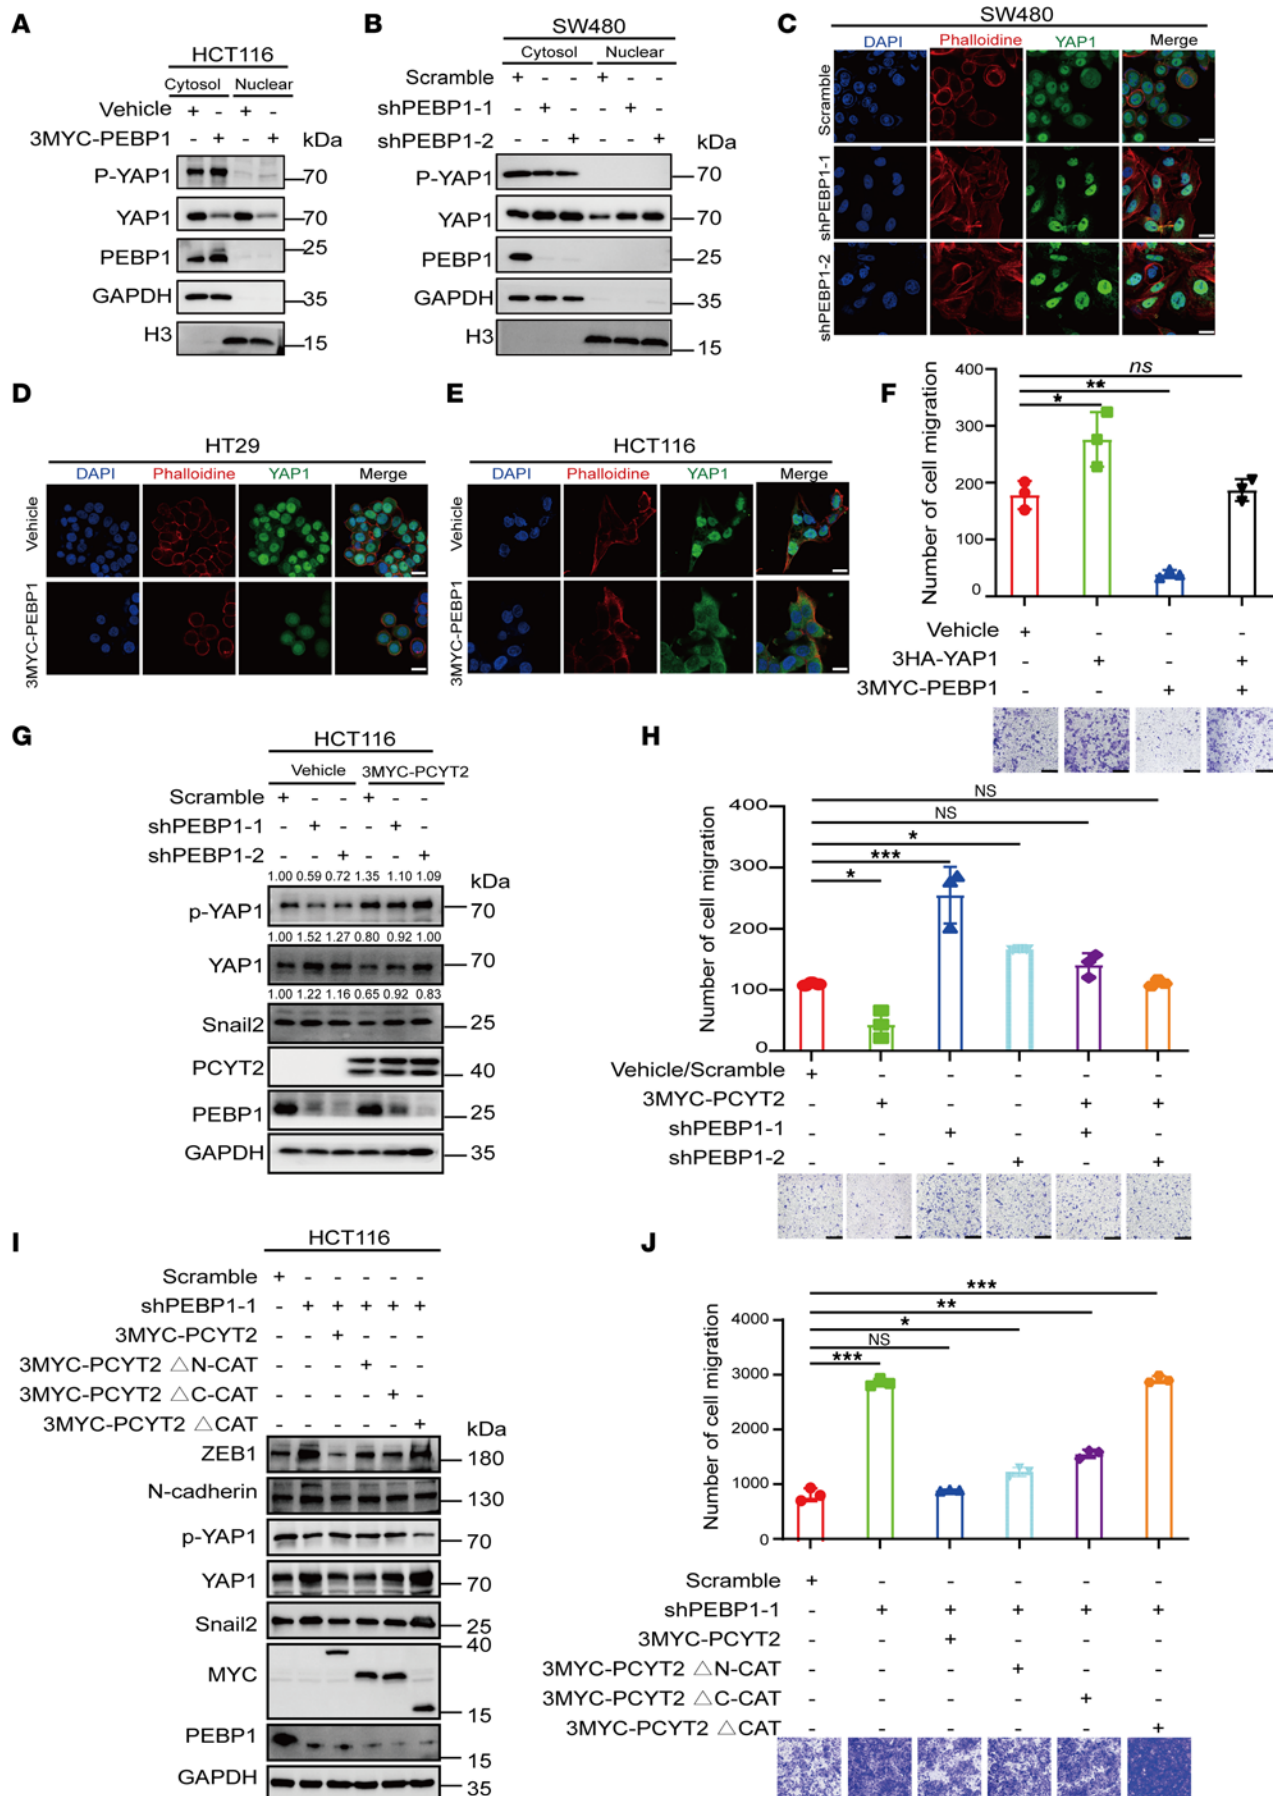 A
HCT116
Cytosol Nuclear
Vehicle + - + -
3MYC-PEBP1 - + - + kDa
P-YAP1 70
YAP1 70
PEBP1 25
GAPDH 35
H3 15
B
SW480
Cytosol Nuclear
Scramble + - - + - -
shPEBP1-1 - + - - + -
shPEBP1-2 - - + - - + kDa
P-YAP1 70
YAP1 70
PEBP1 25
GAPDH 35
H3 15
C
SW480
DAPI Phalloidine YAP1 Merge
Scramble
shPEBP1-1
shPEBP1-2
D
HT29
DAPI Phalloidine YAP1 Merge
Vehicle
3MYC-PEBP1
E
HCT116
DAPI Phalloidine YAP1 Merge
Vehicle
3MYC-PEBP1
F
Number of cell migration
400
300
200
100
0
ns
**
*
Vehicle + - - -
3HA-YAP1 - + - +
3MYC-PEBP1 - - + +
G
HCT116
Vehicle 3MYC-PCYT2
Scramble + - - + - -
shPEBP1-1 - + - - + -
shPEBP1-2 - - + - - +
1.00 0.59 0.72 1.35 1.10 1.09 kDa
p-YAP1 70
1.00 1.52 1.27 0.80 0.92 1.00
YAP1 70
1.00 1.22 1.16 0.65 0.92 0.83
Snail2 25
PCYT2 40
PEBP1 25
GAPDH 35
H
Number of cell migration
400
300
200
100
0
NS
NS
*
***
*
Vehicle/Scramble + - - - - -
3MYC-PCYT2 - + - - + +
shPEBP1-1 - - + - + -
shPEBP1-2 - - - + - +
I
HCT116
Scramble + - - - - -
shPEBP1-1 - + + + + +
3MYC-PCYT2 - - + - - -
3MYC-PCYT2 △N-CAT - - - + - -
3MYC-PCYT2 △C-CAT - - - - + -
3MYC-PCYT2 △CAT - - - - - + kDa
ZEB1 180
N-cadherin 130
p-YAP1 70
YAP1 70
Snail2 25
40
MYC
15
PEBP1 15
GAPDH 35
J
Number of cell migration
4000
3000
2000
1000
0
***
**
*
NS
***
Scramble + - - - - -
shPEBP1-1 - + + + + +
3MYC-PCYT2 - - + - - -
3MYC-PCYT2 △N-CAT - - - + - -
3MYC-PCYT2 △C-CAT - - - - + -
3MYC-PCYT2 △CAT - - - - - +